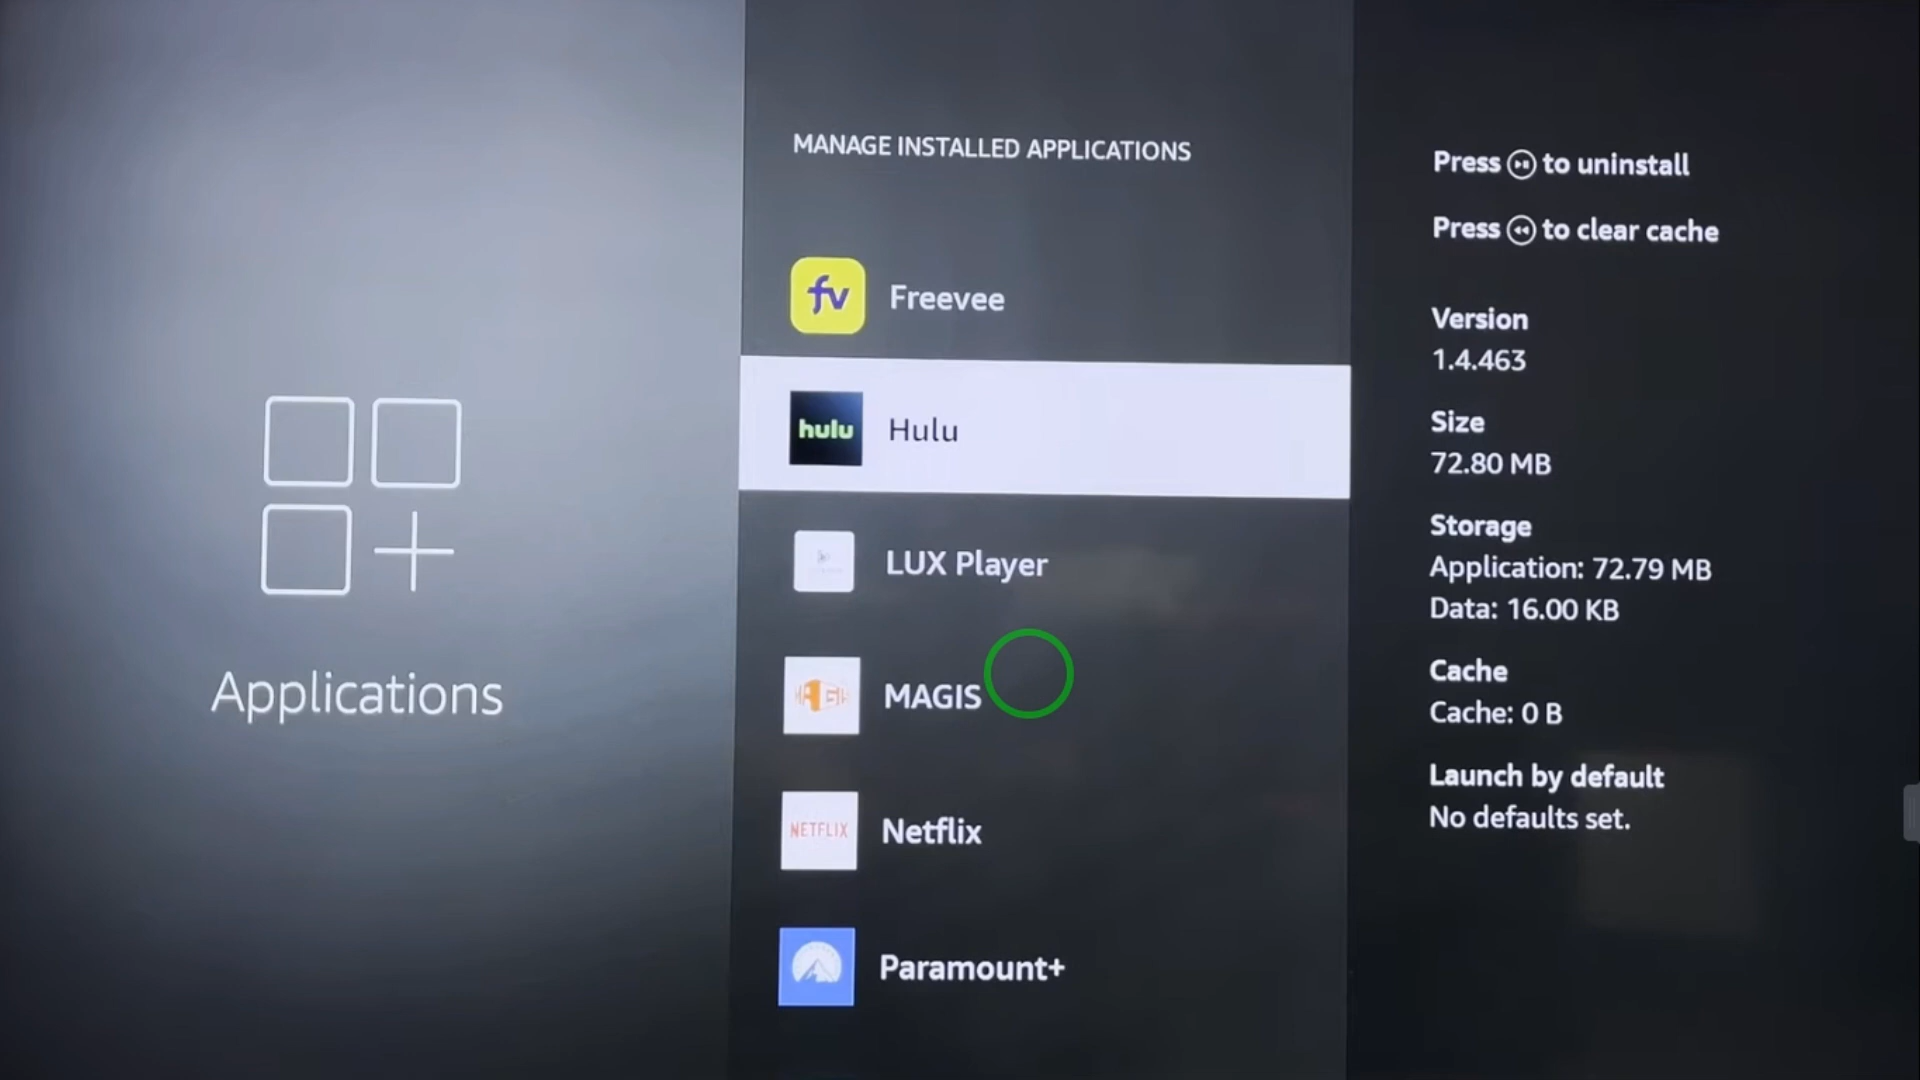 MANAGE INSTALLED APPLICATIONS
fv Freevee
hulu Hulu
LUX Player
MAGIS
NETFLIX Netflix
Paramount+
Applications
Press to uninstall
Press to clear cache
Version
1.4.463
Size
72.80 MB
Storage
Application: 72.79 MB
Data: 16.00 KB
Cache
Cache: 0 B
Launch by default
No defaults set.